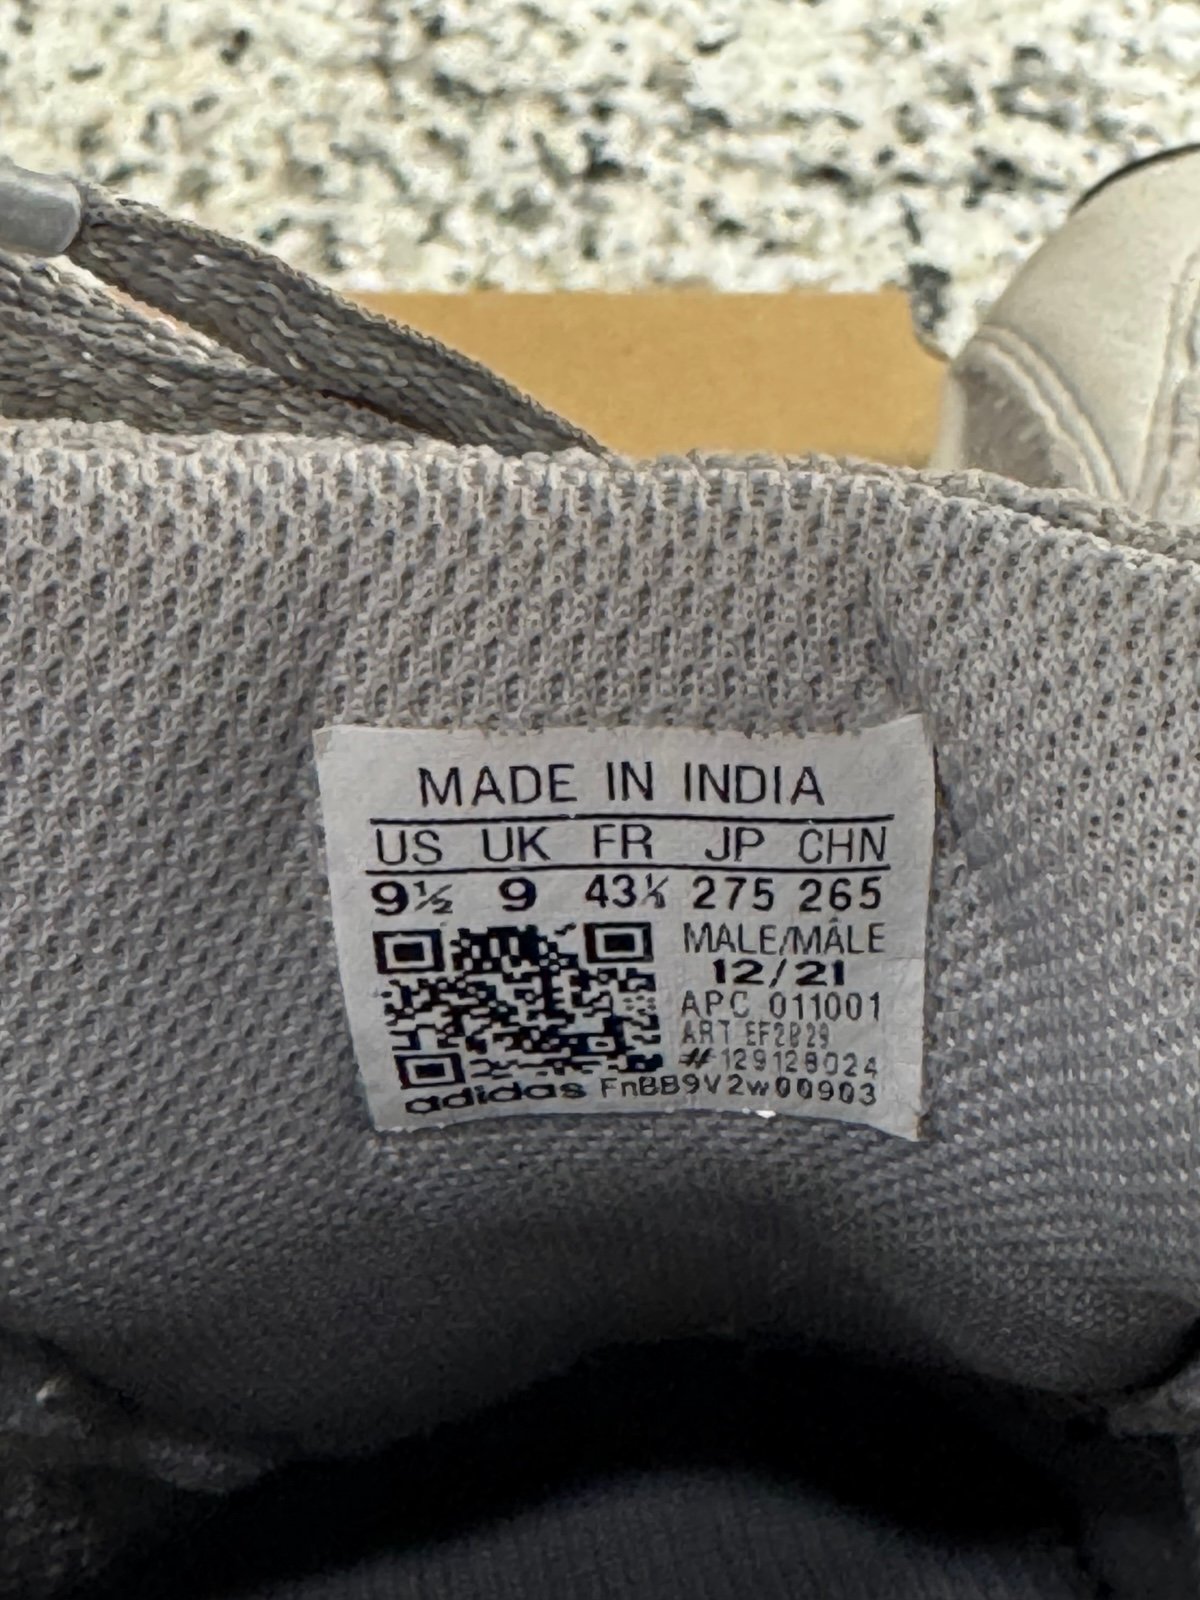 MADE IN INDIA
US UK FR JP CHN
9½ 9 43⅓ 275 265
MALE/MÂLE
12/21
APC 011001
ART EF2B29
#129128024
adidas FnBB9V2w00903